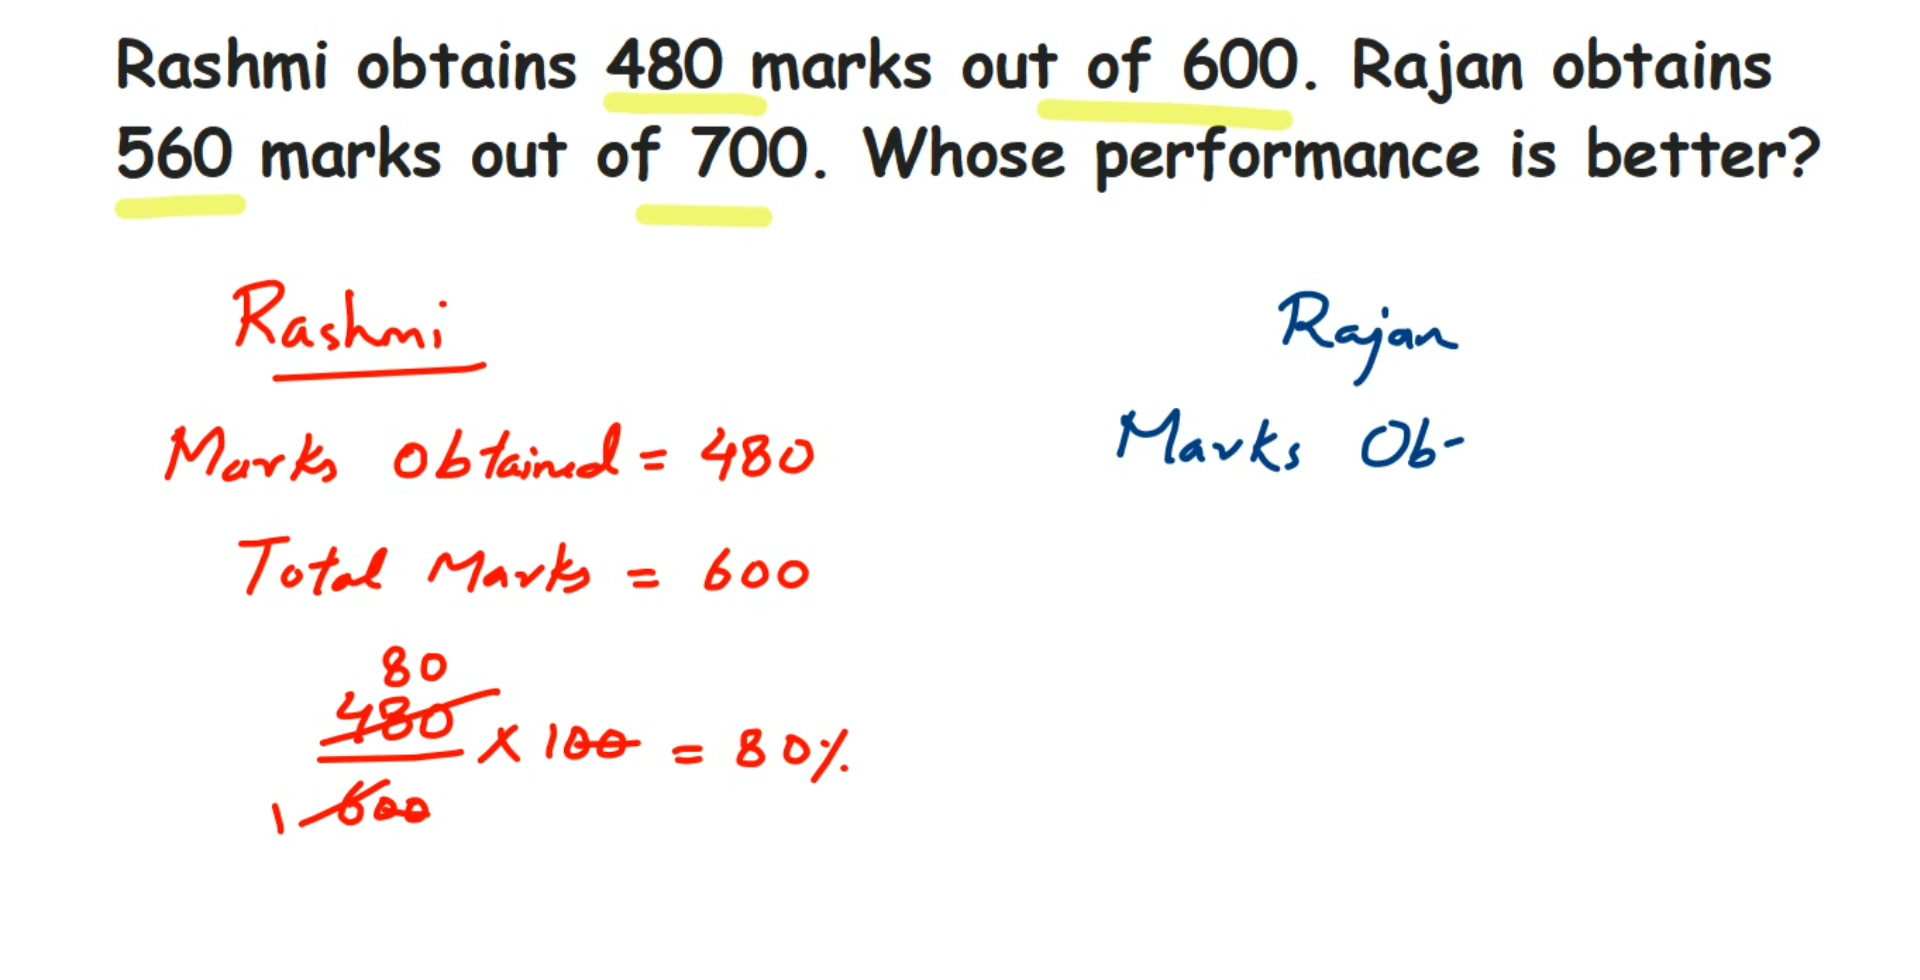 Rashmi obtains 480 marks out of 600. Rajan obtains
560 marks out of 700. Whose performance is better?
Rashmi
Marks Obtained = 480
Total Marks = 600
80
480
600
1
× 100 = 80%
Rajan
Marks Ob-